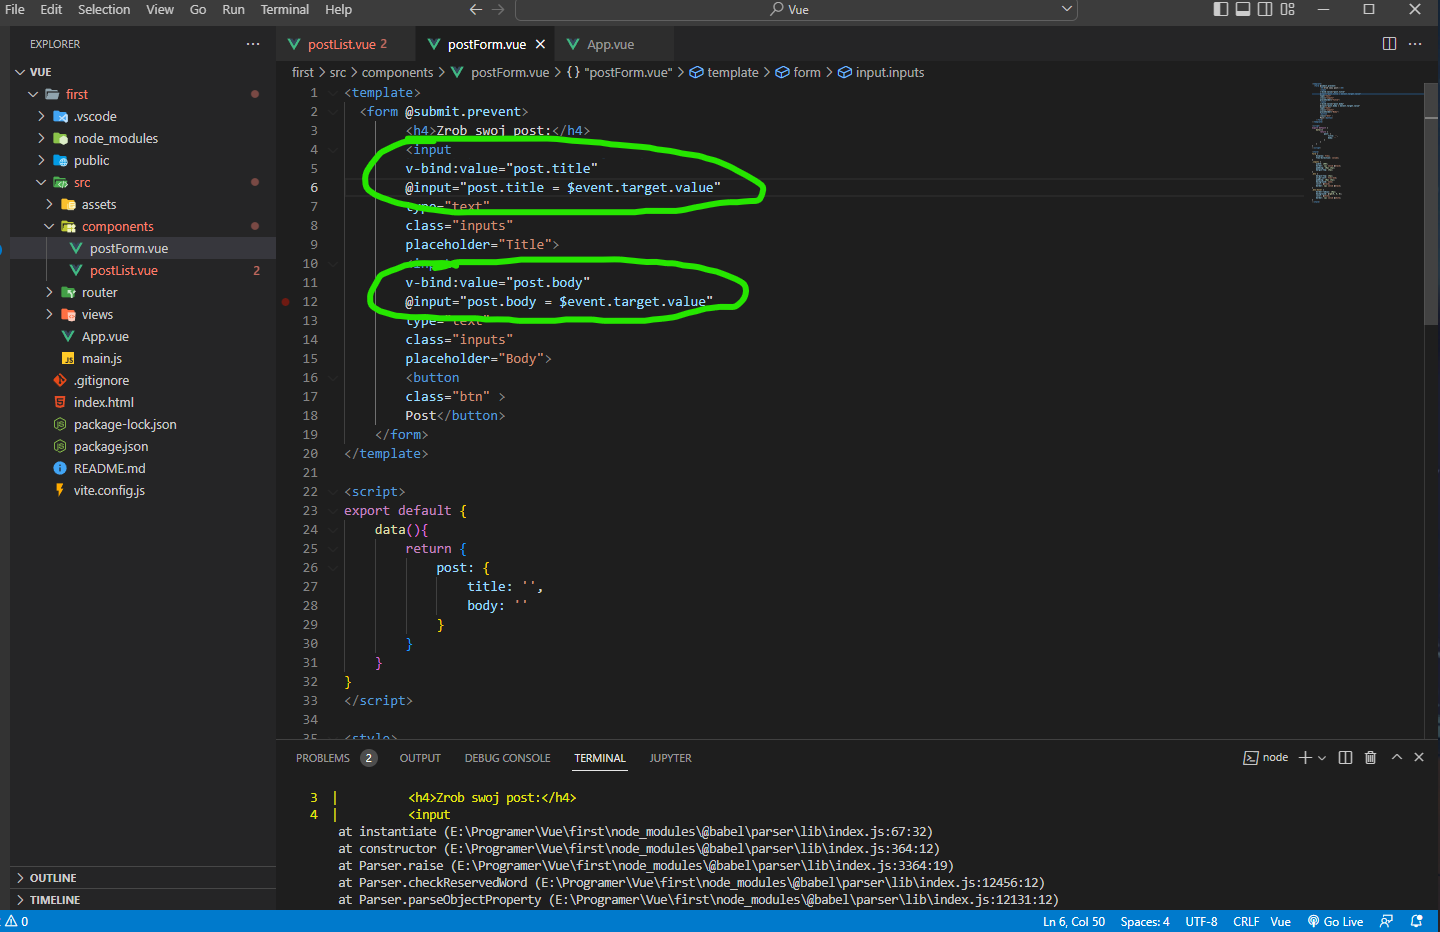 File Edit Selection View Go Run Terminal Help
Vue
EXPLORER
postList.vue 2
postForm.vue
App.vue
VUE
first
.vscode
node_modules
public
src
assets
components
postForm.vue
postList.vue 2
router
views
App.vue
main.js
.gitignore
index.html
package-lock.json
package.json
README.md
vite.config.js
OUTLINE
TIMELINE
first > src > components > postForm.vue > {} "postForm.vue" > template > form > input.inputs
1 <template>
2 <form @submit.prevent>
3 <h4>Zrob swoj post:</h4>
4 <input
5 v-bind:value="post.title"
6 @input="post.title = $event.target.value"
7 type="text"
8 class="inputs"
9 placeholder="Title">
10 <input
11 v-bind:value="post.body"
12 @input="post.body = $event.target.value"
13 type="text"
14 class="inputs"
15 placeholder="Body">
16 <button
17 class="btn" >
18 Post</button>
19 </form>
20 </template>
21
22 <script>
23 export default {
24 data(){
25 return {
26 post: {
27 title: '',
28 body: ''
29 }
30 }
31 }
32 }
33 </script>
34
35 <style>
PROBLEMS 2 OUTPUT DEBUG CONSOLE TERMINAL JUPYTER
node
3 | <h4>Zrob swoj post:</h4>
4 | <input
at instantiate (E:\Programer\Vue\first\node_modules\@babel\parser\lib\index.js:67:32)
at constructor (E:\Programer\Vue\first\node_modules\@babel\parser\lib\index.js:364:12)
at Parser.raise (E:\Programer\Vue\first\node_modules\@babel\parser\lib\index.js:3364:19)
at Parser.checkReservedWord (E:\Programer\Vue\first\node_modules\@babel\parser\lib\index.js:12456:12)
at Parser.parseObjectProperty (E:\Programer\Vue\first\node_modules\@babel\parser\lib\index.js:12131:12)
0
Ln 6, Col 50 Spaces: 4 UTF-8 CRLF Vue Go Live